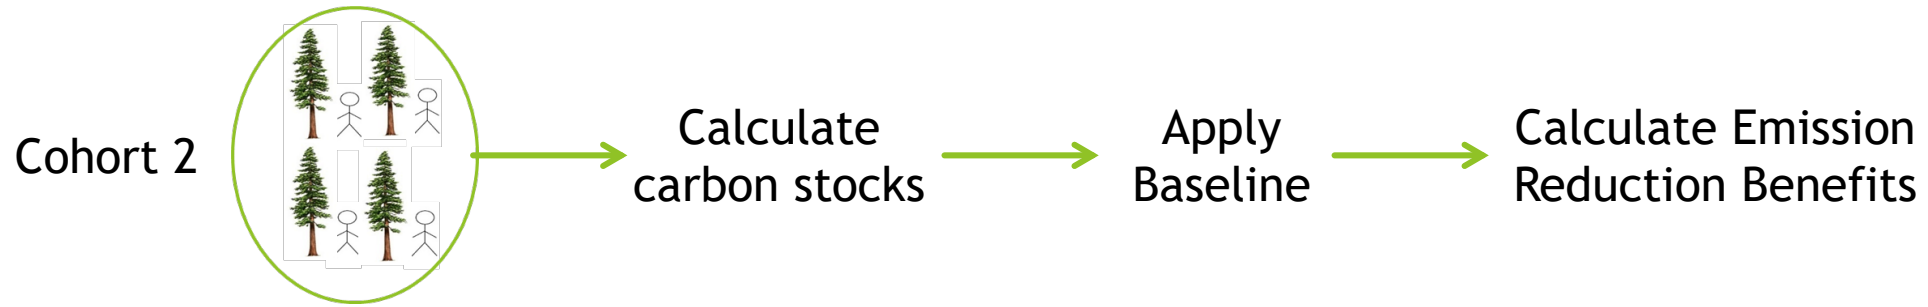 Cohort 2
Calculate
carbon stocks
Apply
Baseline
Calculate Emission
Reduction Benefits